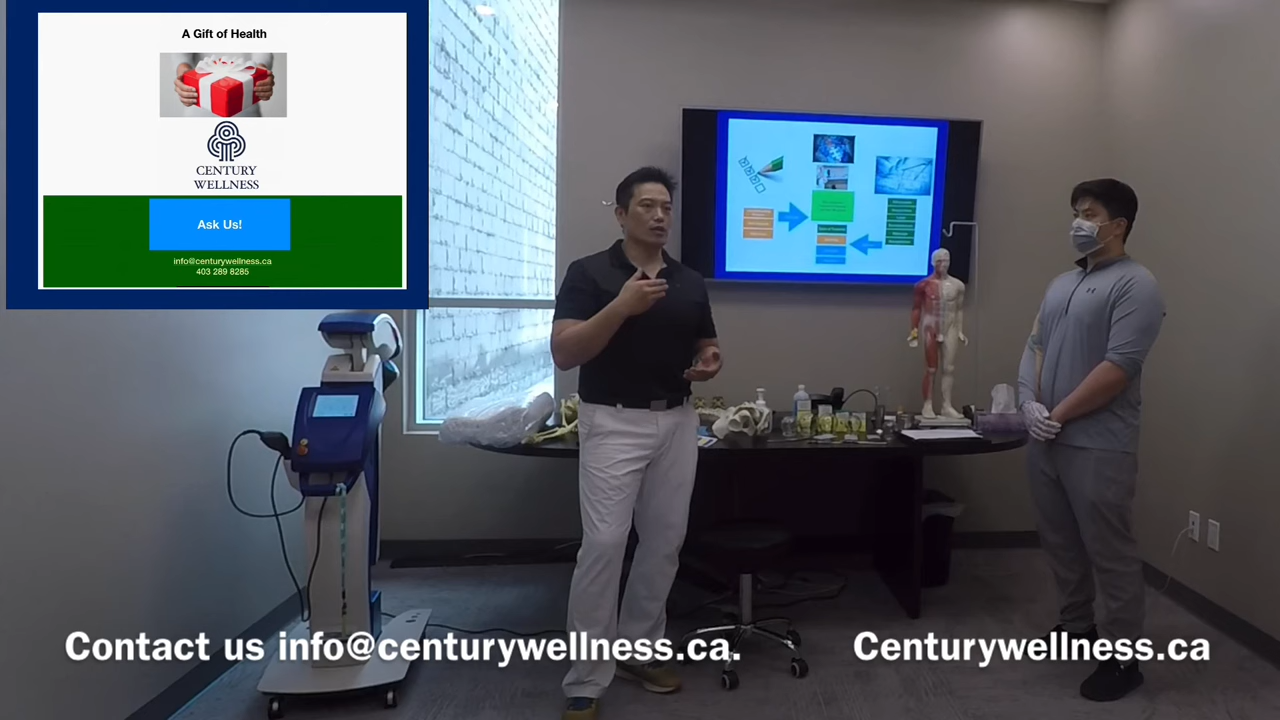 A Gift of Health
CENTURY
WELLNESS
Ask Us!
info@centurywellness.ca
403 289 8285
Contact us info@centurywellness.ca.
Centurywellness.ca